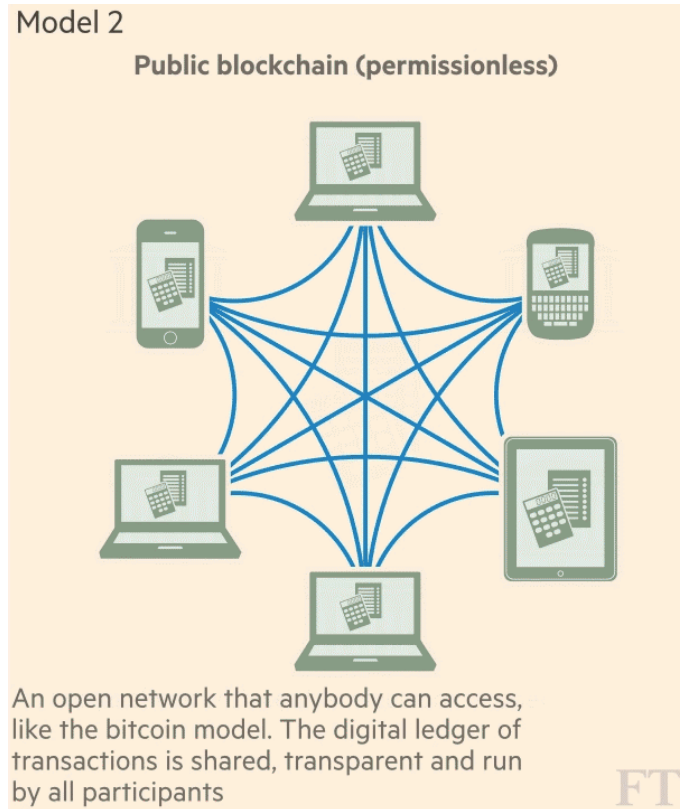 Model 2
Public blockchain (permissionless)
An open network that anybody can access,
like the bitcoin model. The digital ledger of
transactions is shared, transparent and run
by all participants
FT